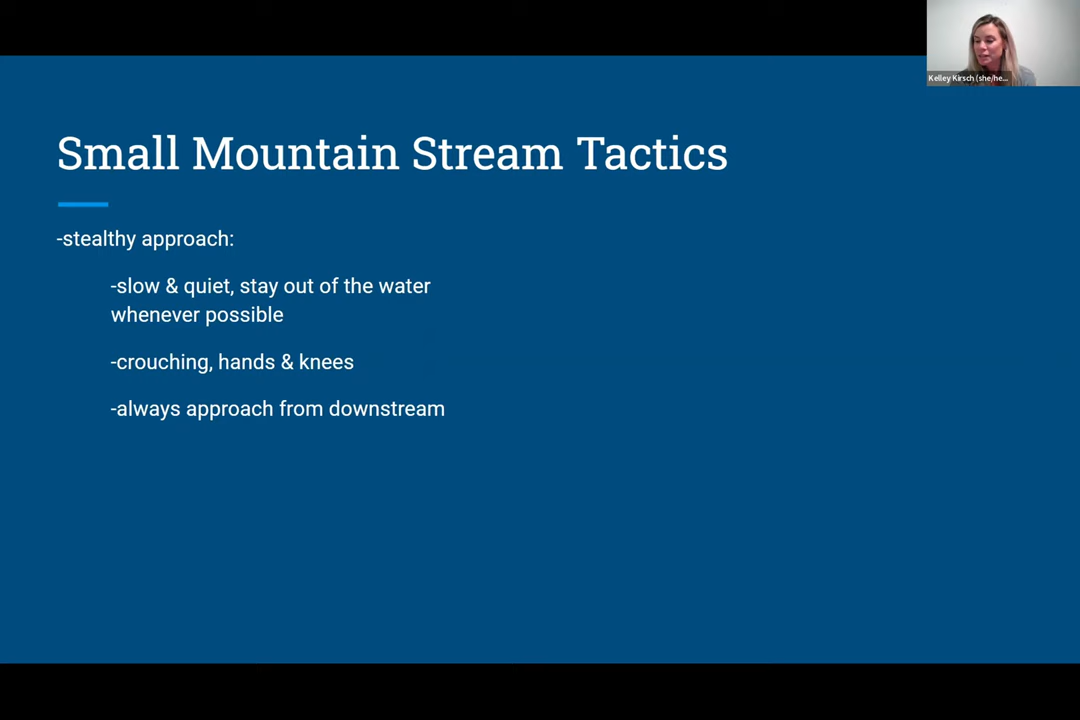 Kelley Kirsch (she/he...
Small Mountain Stream Tactics
-stealthy approach:
-slow & quiet, stay out of the water
whenever possible
-crouching, hands & knees
-always approach from downstream